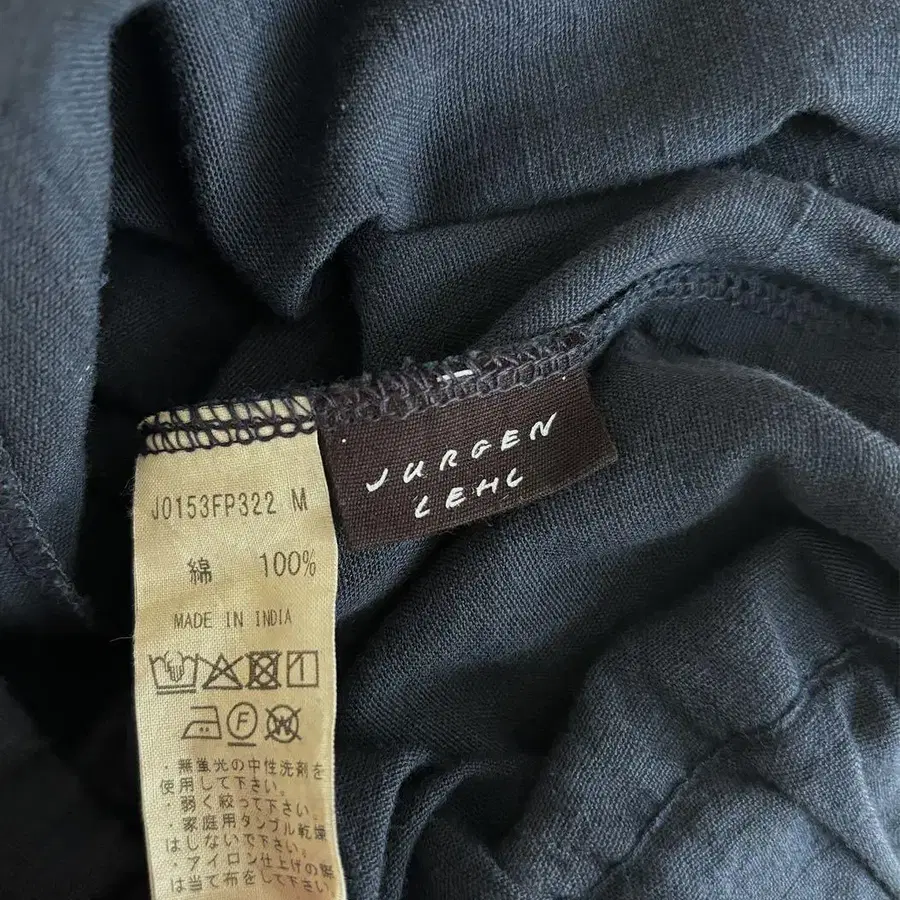 JURGEN
LEHL
J0153FP322 M
綿 100%
MADE IN INDIA
F W
・無蛍光の中性洗剤を
使用して下さい。
・弱く絞って下さい。
・家庭用タンブル乾燥
はしないで下さい。
・アイロン仕上げの際
は当て布をして下さい。